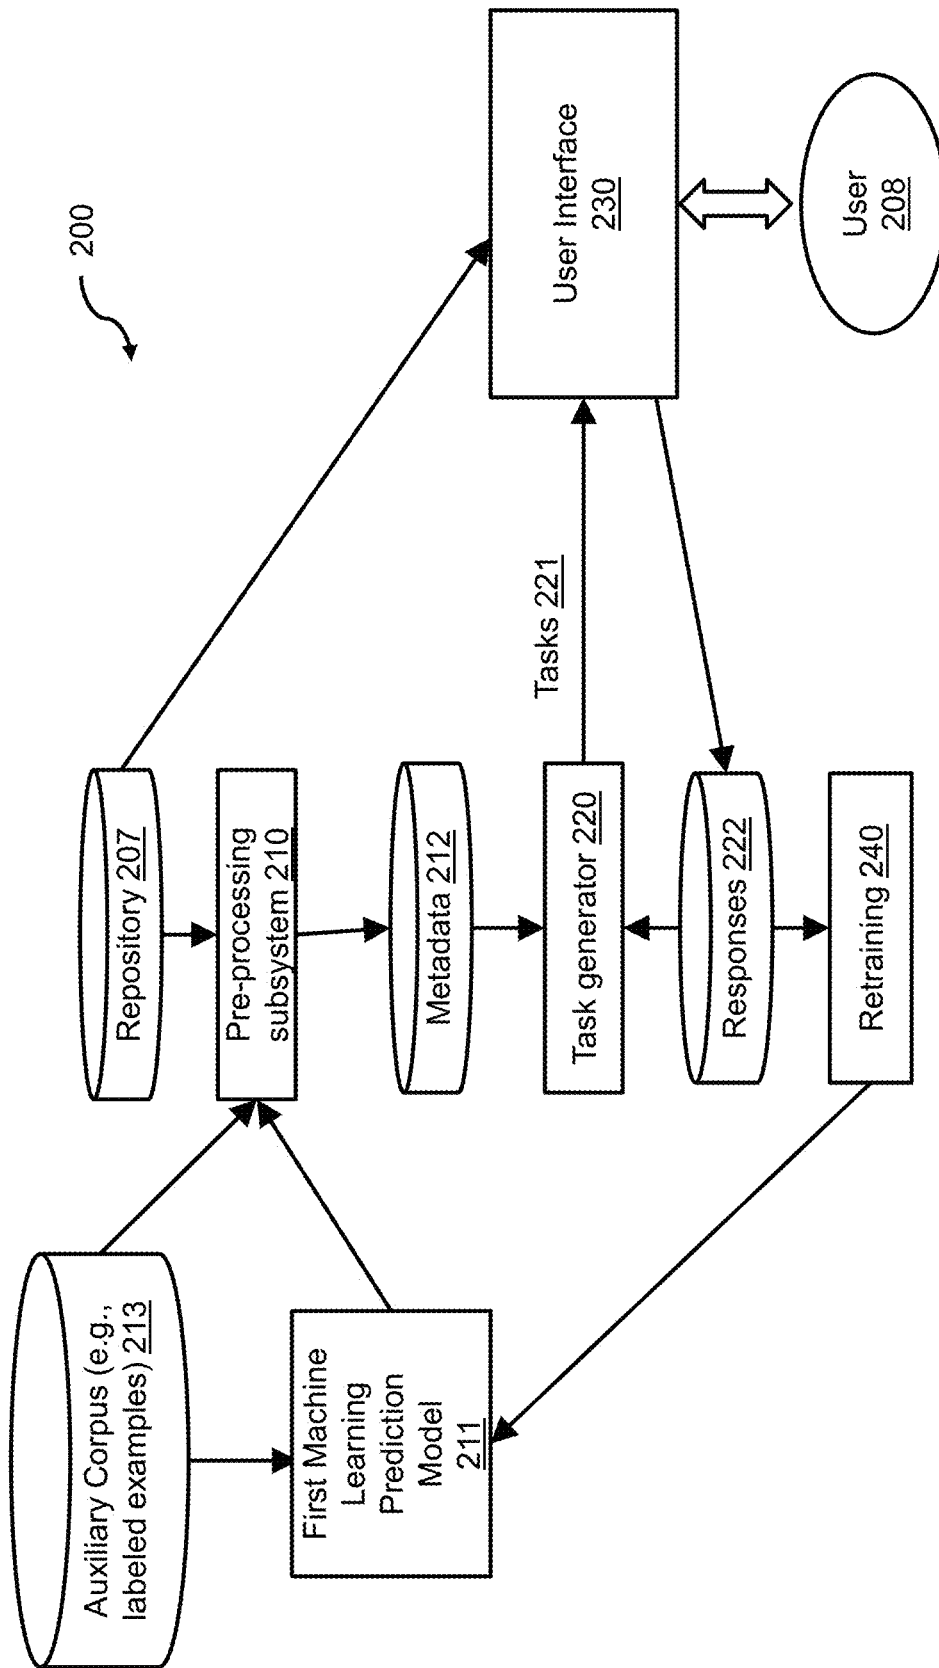 200
Auxiliary Corpus (e.g.,
labeled examples) 213
First Machine
Learning
Prediction
Model
211
Repository 207
Pre-processing
subsystem 210
Metadata 212
Task generator 220
Tasks 221
Responses 222
Retraining 240
User Interface
230
User
208